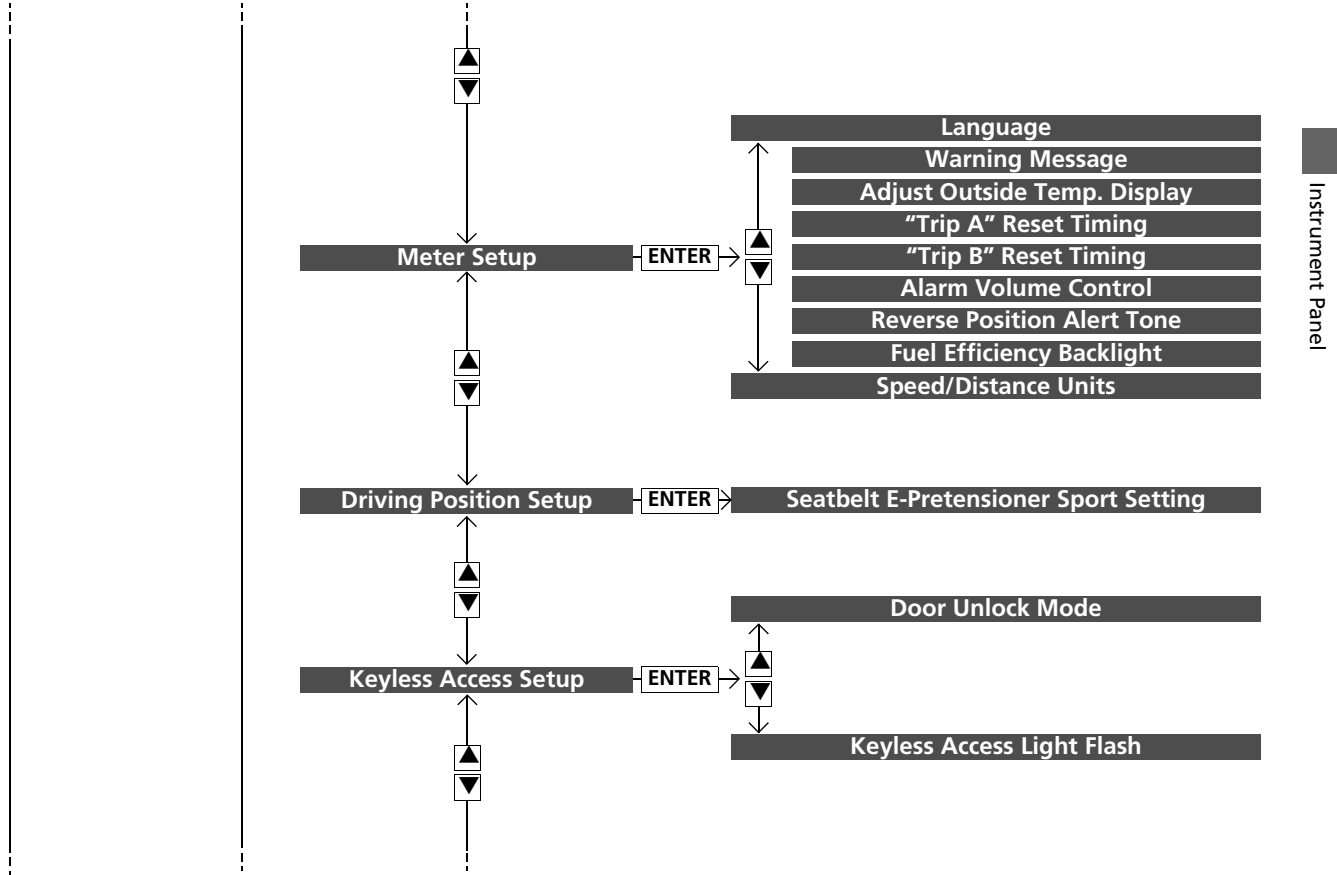 Language
Warning Message
Adjust Outside Temp. Display
“Trip A” Reset Timing
Meter Setup
ENTER
“Trip B” Reset Timing
Alarm Volume Control
Reverse Position Alert Tone
Fuel Efficiency Backlight
Speed/Distance Units
Driving Position Setup
ENTER
Seatbelt E-Pretensioner Sport Setting
Door Unlock Mode
Keyless Access Setup
ENTER
Keyless Access Light Flash
Instrument Panel